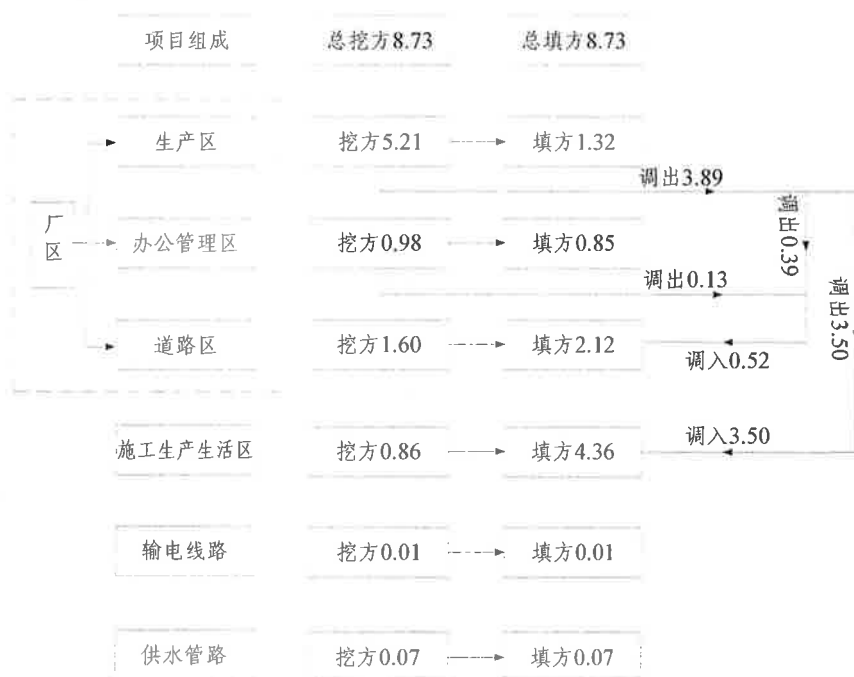 项目组成 总挖方8.73 总填方8.73
生产区 挖方5.21 填方1.32
调出3.89
厂区
办公管理区 挖方0.98 填方0.85
调出0.39
调出0.13
调出3.50
道路区 挖方1.60 填方2.12
调入0.52
施工生产生活区 挖方0.86 填方4.36
调入3.50
输电线路 挖方0.01 填方0.01
供水管路 挖方0.07 填方0.07